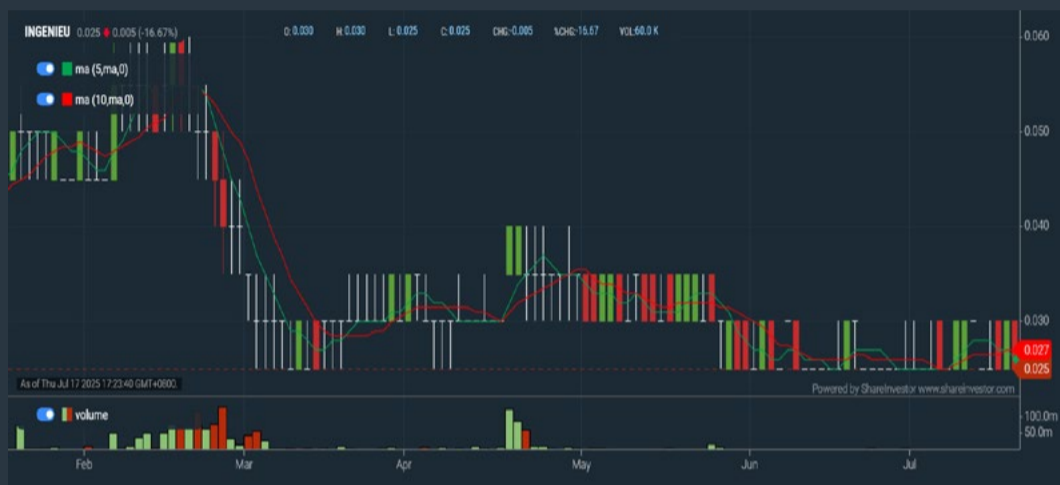 INGENIEU 0.025 0.005 (-16.67%) O: 0.030 H: 0.030 L: 0.025 C: 0.025 CHG:-0.005 %CHG:-16.67 VOL:60.0 K
ma (5,ma,0)
ma (10,ma,0)
0.060
0.050
0.040
0.030
0.027
0.025
As of Thu Jul 17 2025 17:23:40 GMT+0800.
Powered by ShareInvestor www.shareinvestor.com
volume
100.0m
50.0m
Feb Mar Apr May Jun Jul